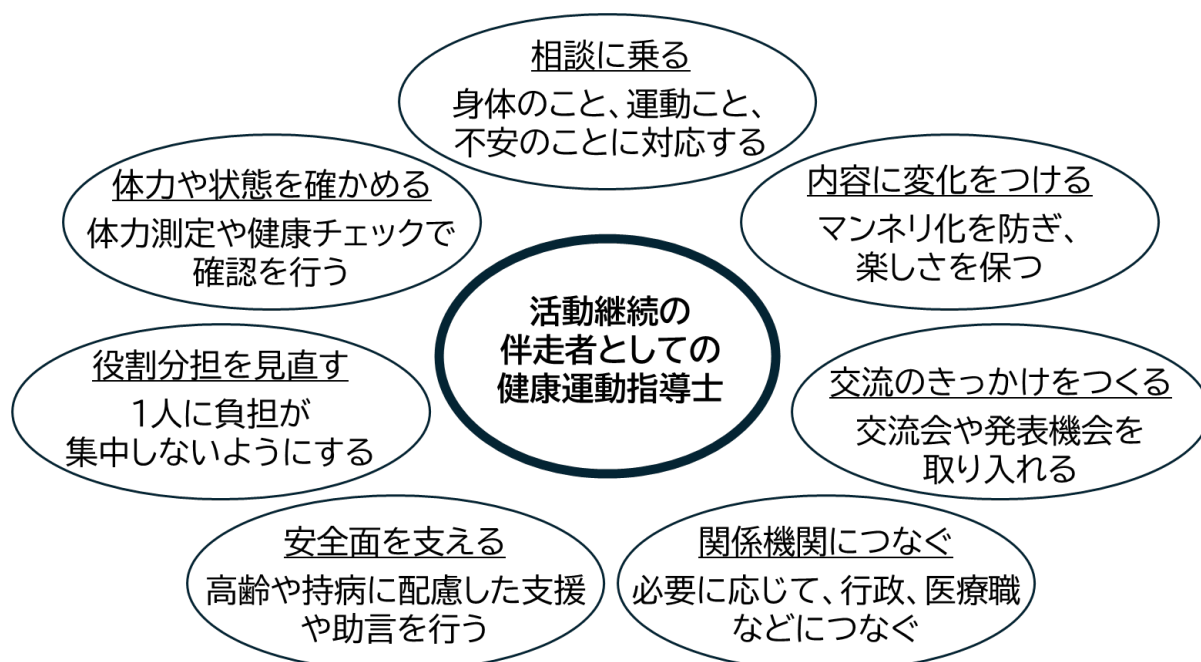 相談に乗る
身体のこと、運動こと、
不安のことに対応する
体力や状態を確かめる
体力測定や健康チェックで
確認を行う
内容に変化をつける
マンネリ化を防ぎ、
楽しさを保つ
活動継続の
伴走者としての
健康運動指導士
役割分担を見直す
1人に負担が
集中しないようにする
交流のきっかけをつくる
交流会や発表機会を
取り入れる
安全面を支える
高齢や持病に配慮した支援
や助言を行う
関係機関につなぐ
必要に応じて、行政、医療職
などにつなぐ